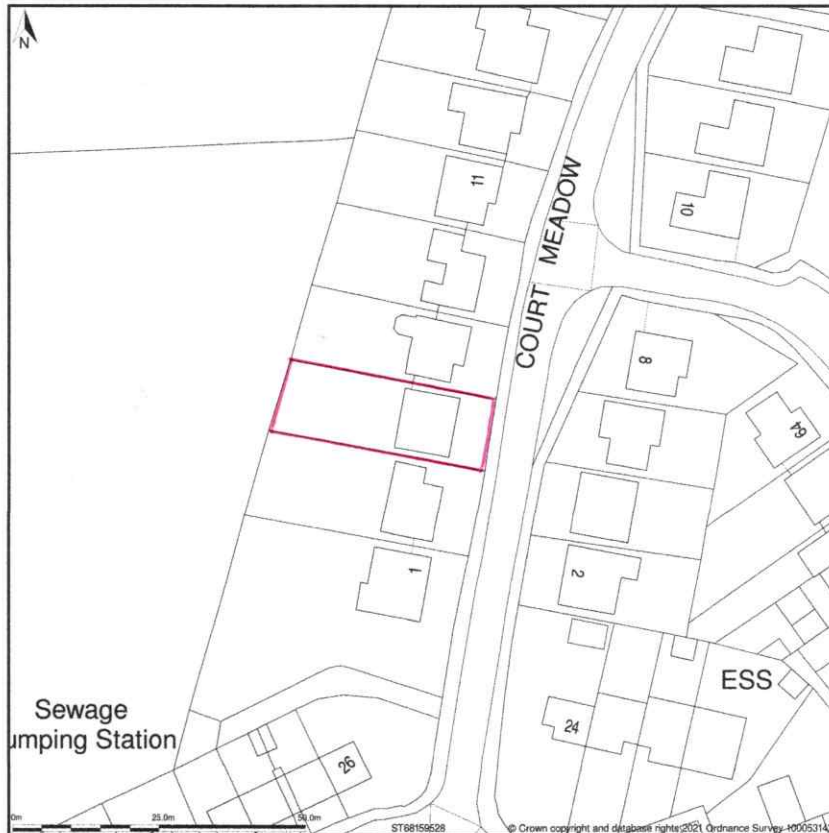 N
11
10
COURT MEADOW
8
64
1
2
ESS
Sewage
umping Station
24
26
0m 25.0m 50.0m
ST68159528
© Crown copyright and database rights 2021 Ordnance Survey 10005314